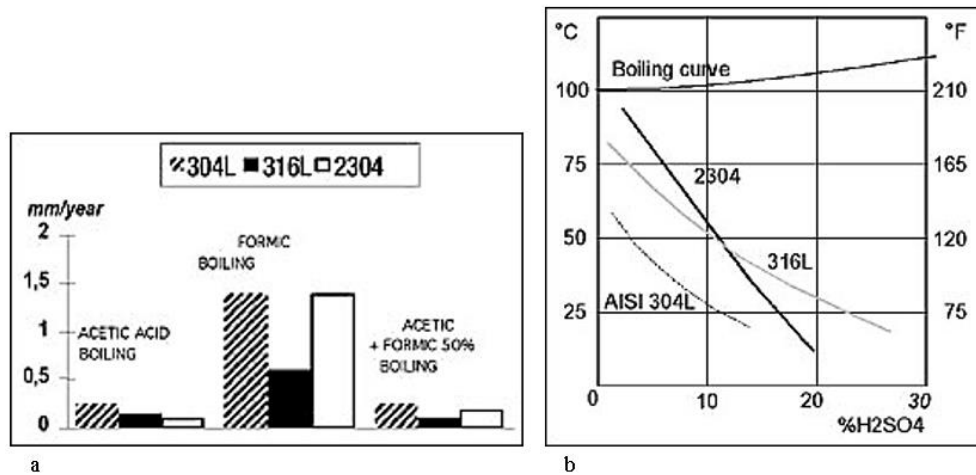 304L 316L 2304
mm/year
2
1,5
1
0,5
0
ACETIC ACID
BOILING
FORMIC
BOILING
ACETIC
+ FORMIC 50%
BOILING
a
°C
°F
Boiling curve
100
210
75
165
2304
50
120
316L
AISI 304L
25
75
0
10
20
30
%H2SO4
b